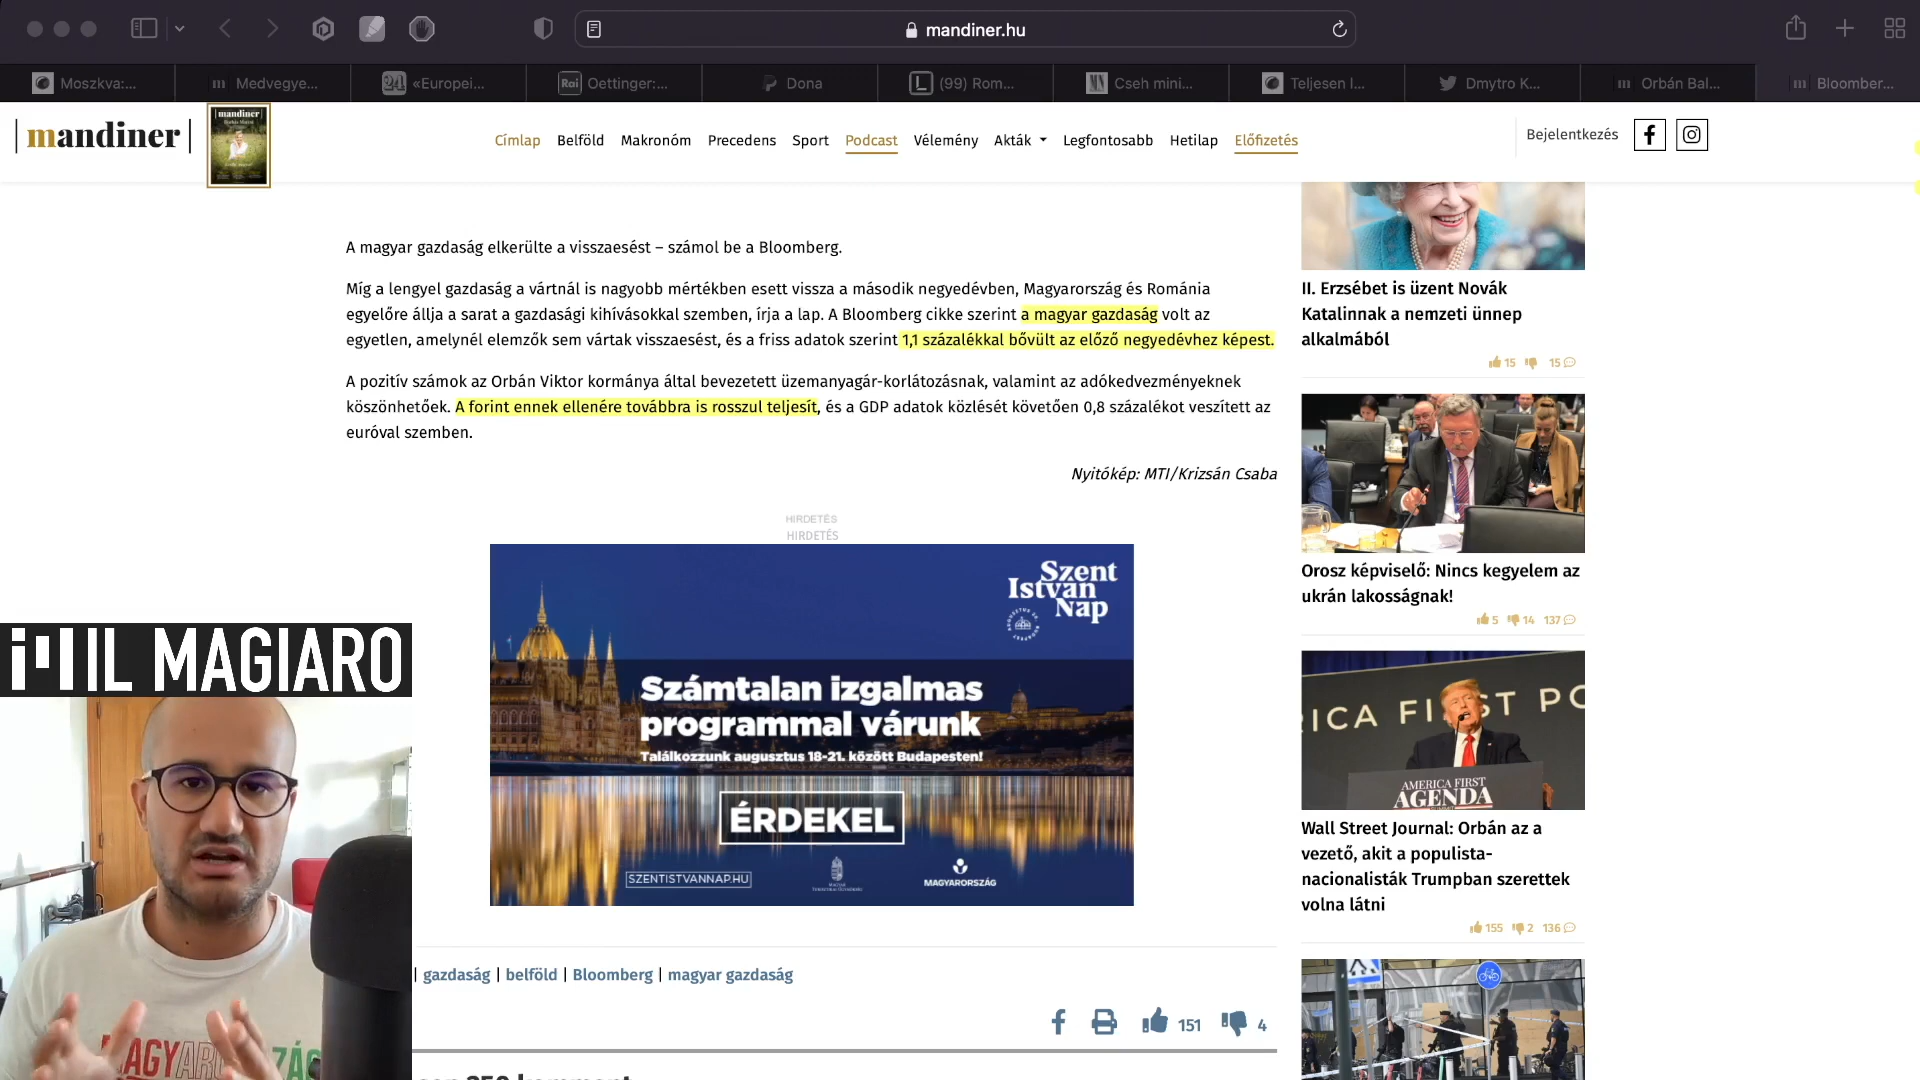 mandiner.hu
Moszkva:...
Medvegye...
«Europei...
Oettinger:...
Dona
(99) Rom...
Cseh mini...
Teljesen l...
Dmytro K...
Orbán Bal...
Bloomber...
mandiner
Címlap
Belföld
Makronóm
Precedens
Sport
Podcast
Vélemény
Akták
Legfontosabb
Hetilap
Előfizetés
Bejelentkezés
A magyar gazdaság elkerülte a visszaesést – számol be a Bloomberg.
Míg a lengyel gazdaság a vártnál is nagyobb mértékben esett vissza a második negyedévben, Magyarország és Románia
egyelőre állja a sarat a gazdasági kihívásokkal szemben, írja a lap. A Bloomberg cikke szerint a magyar gazdaság volt az
egyetlen, amelynél elemzők sem vártak visszaesést, és a friss adatok szerint 1,1 százalékkal bővült az előző negyedévhez képest.
A pozitív számok az Orbán Viktor kormánya által bevezetett üzemanyagár-korlátozásnak, valamint az adókedvezményeknek
köszönhetőek. A forint ennek ellenére továbbra is rosszul teljesít, és a GDP adatok közlését követően 0,8 százalékot veszített az
euróval szemben.
Nyitókép: MTI/Krizsán Csaba
HIRDETÉS
HIRDETÉS
Szent
István
Nap
Számtalan izgalmas
programmal várunk
Találkozzunk augusztus 18-21. között Budapesten!
ÉRDEKEL
SZENTISTVANNAP.HU
MAGYARORSZÁG
| gazdaság | belföld | Bloomberg | magyar gazdaság
151
4
II. Erzsébet is üzent Novák
Katalinnak a nemzeti ünnep
alkalmából
15 15
Orosz képviselő: Nincs kegyelem az
ukrán lakosságnak!
5 14 137
RICA FIRST PO
AMERICA FIRST
AGENDA
Wall Street Journal: Orbán az a
vezető, akit a populista-
nacionalisták Trumpban szerettek
volna látni
155 2 136
IL MAGIARO